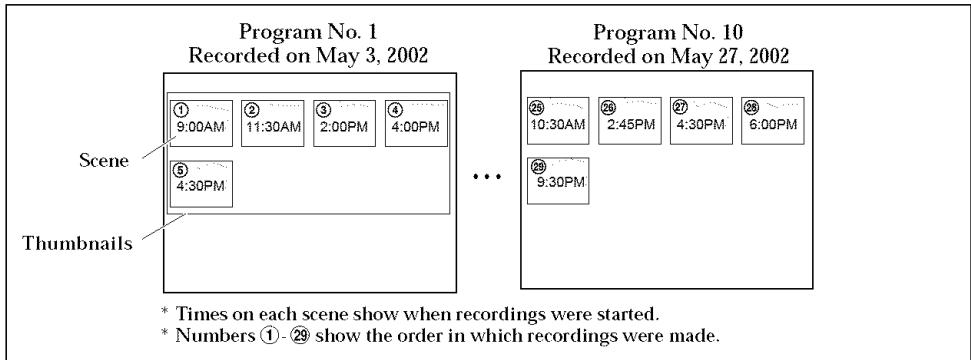 Program No. 1
Recorded on May 3, 2002
Program No. 10
Recorded on May 27, 2002
① ② ③ ④
9:00AM 11:30AM 2:00PM 4:00PM
⑤
4:30PM
Scene
Thumbnails
...
㉕ ㉖ ㉗ ㉘
10:30AM 2:45PM 4:30PM 6:00PM
㉙
9:30PM
* Times on each scene show when recordings were started.
* Numbers ①-㉙ show the order in which recordings were made.